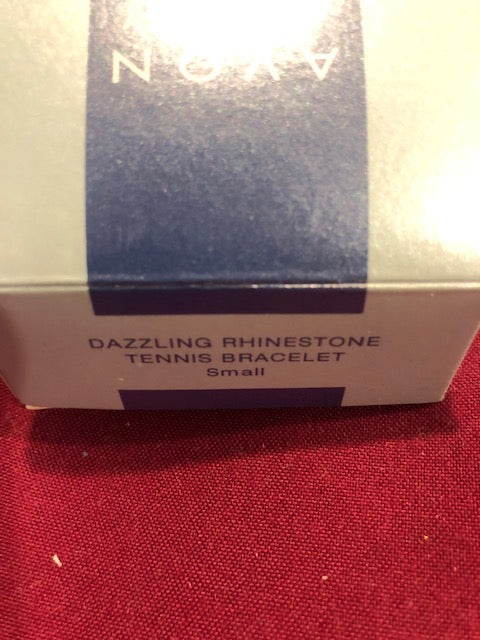 AVON
DAZZLING RHINESTONE
TENNIS BRACELET
Small